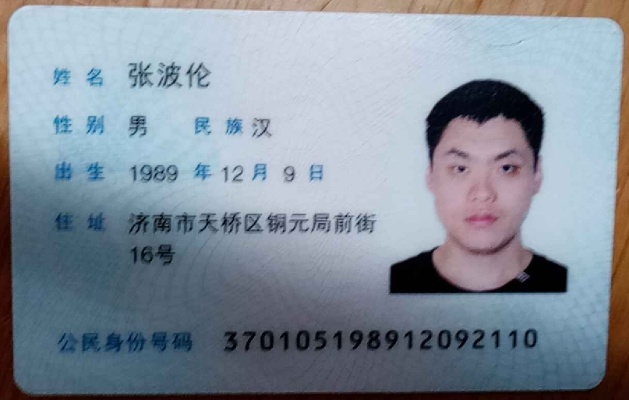 姓名 张波伦
性别 男 民族 汉
出生 1989 年 12 月 9 日
住址 济南市天桥区铜元局前街
16号
公民身份号码 370105198912092110